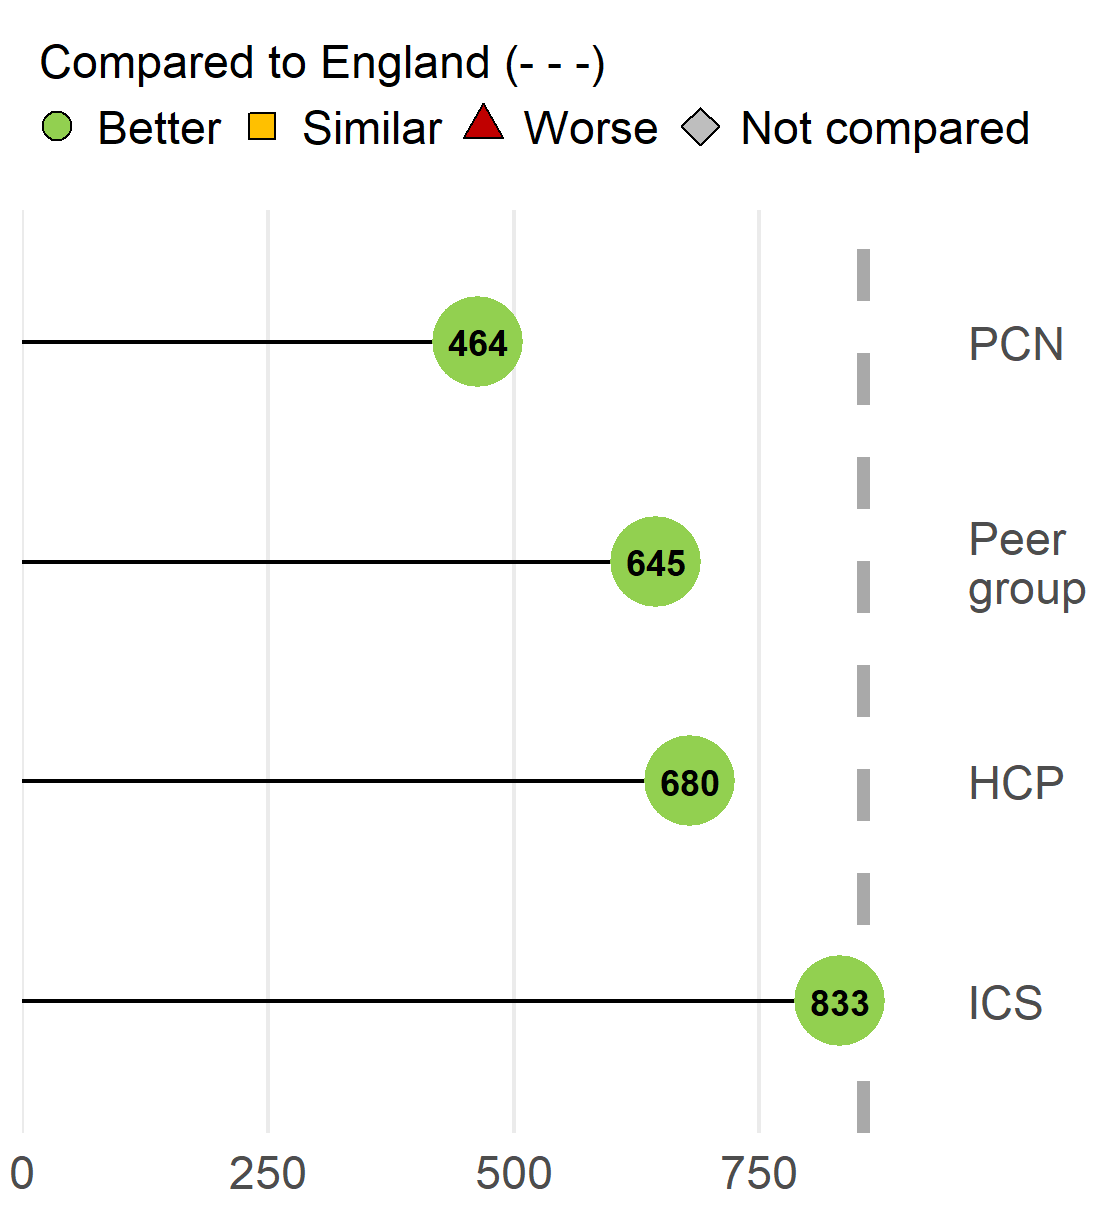 Compared to England (- - -)
Better Similar Worse Not compared
464 PCN
645 Peer
group
680 HCP
833 ICS
0 250 500 750